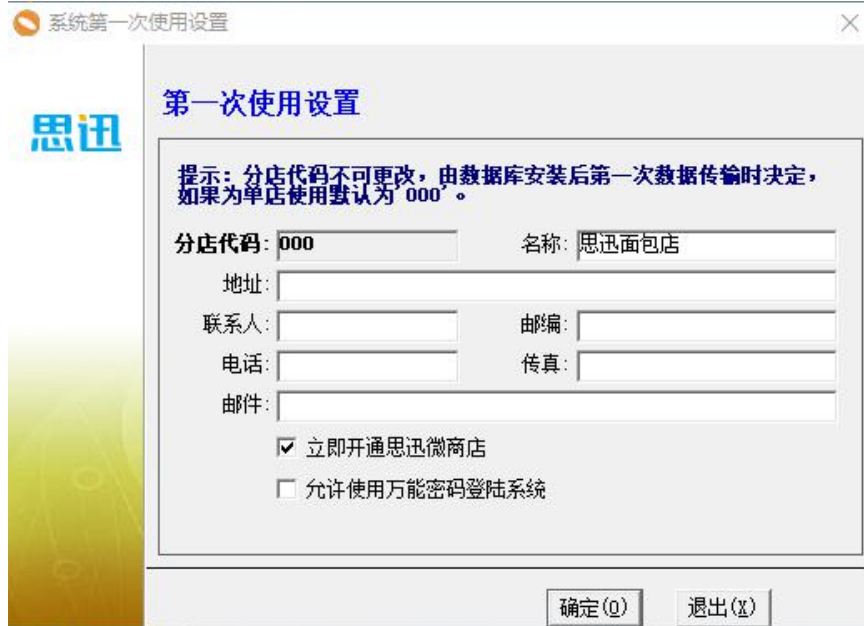 系统第一次使用设置
思迅
第一次使用设置
提示：分店代码不可更改，由数据库安装后第一次数据传输时决定，
如果为单店使用默认为'000'。
分店代码: 000 名称: 思迅面包店
地址:
联系人: 邮编:
电话: 传真:
邮件:
立即开通思迅微商店
允许使用万能密码登陆系统
确定(O) 退出(X)